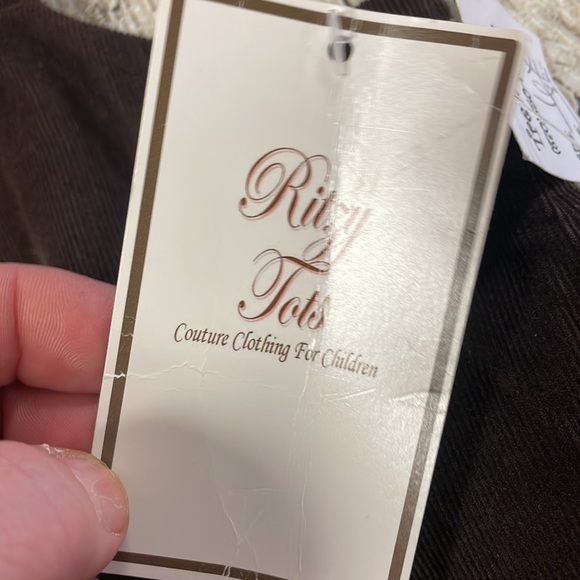 Ritzy
Tots
Couture Clothing For Children